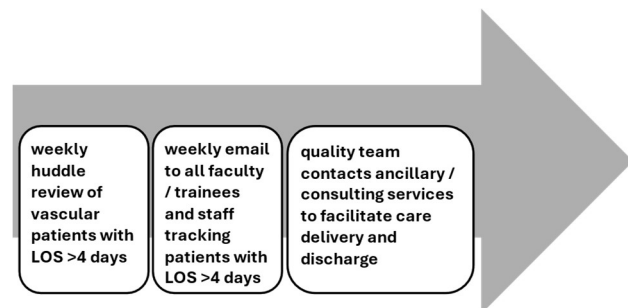 weekly
huddle
review of
vascular
patients with
LOS >4 days
weekly email
to all faculty
/ trainees
and staff
tracking
patients with
LOS >4 days
quality team
contacts ancillary /
consulting services
to facilitate care
delivery and
discharge